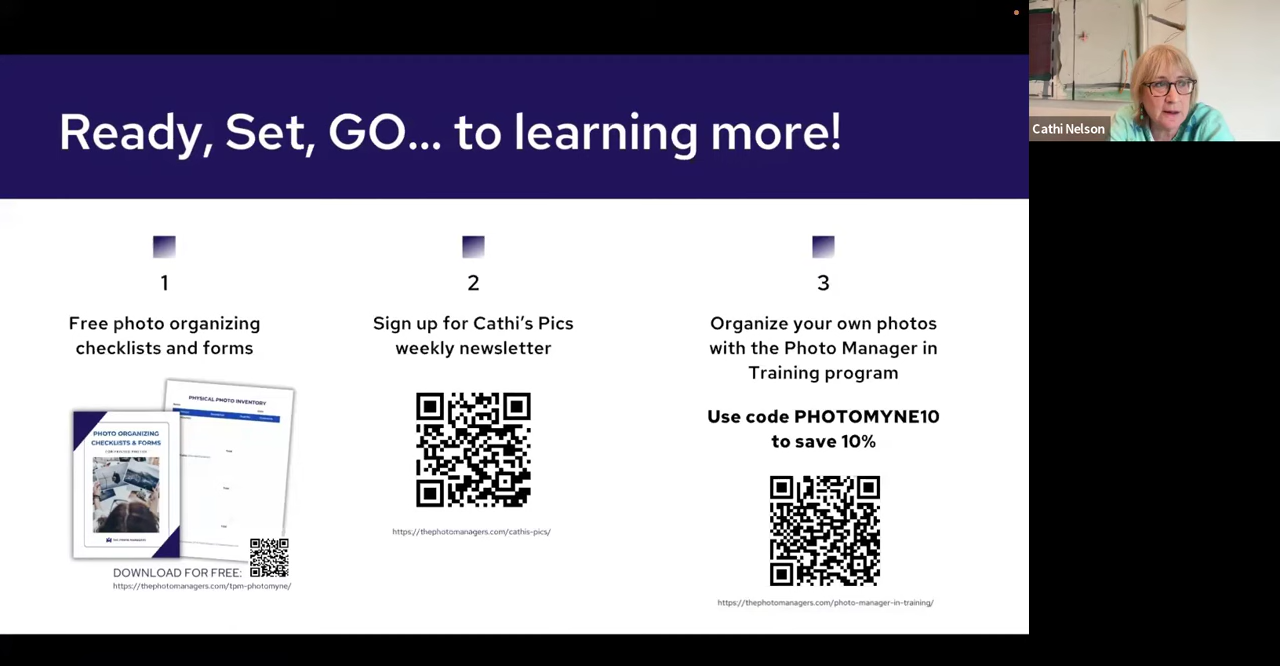 Ready, Set, GO... to learning more!
Cathi Nelson
1
Free photo organizing
checklists and forms
PHYSICAL PHOTO INVENTORY
PHOTO ORGANIZING
CHECKLISTS & FORMS
DOWNLOAD FOR FREE:
https://thephotomanagers.com/tpm-photomyne/
2
Sign up for Cathi's Pics
weekly newsletter
https://thephotomanagers.com/cathis-pics/
3
Organize your own photos
with the Photo Manager in
Training program
Use code PHOTOMYNE10
to save 10%
https://thephotomanagers.com/photo-manager-in-training/